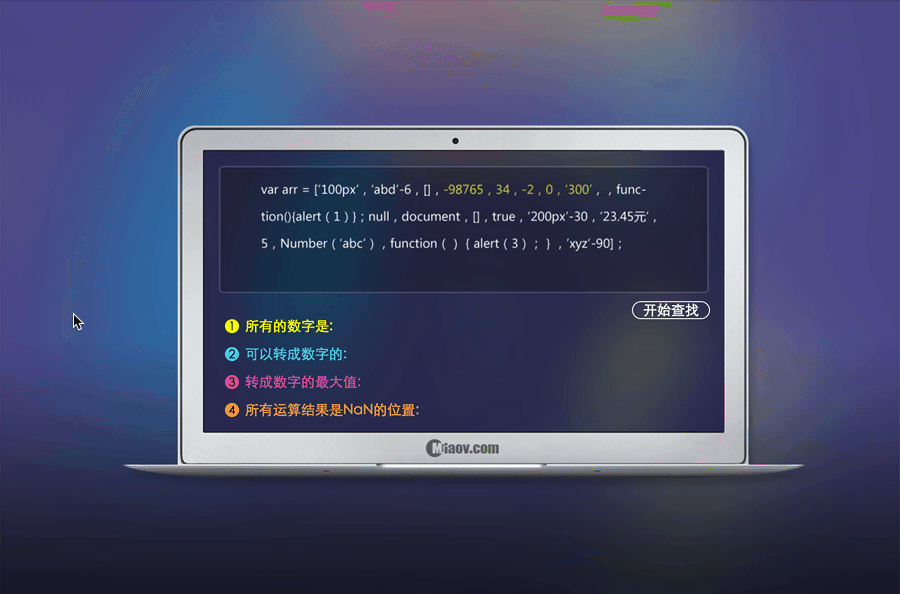 var arr = ['100px' , 'abd'-6 , [] , -98765 , 34 , -2 , 0 , '300' , , func-
tion(){alert ( 1 ) } ; null , document , [] , true , '200px'-30 , '23.45元' ,
5 , Number ( 'abc' ) , function ( ) { alert ( 3 ) ; } , 'xyz'-90] ;
开始查找
1 所有的数字是:
2 可以转成数字的:
3 转成数字的最大值:
4 所有运算结果是NaN的位置:
Miaov.com